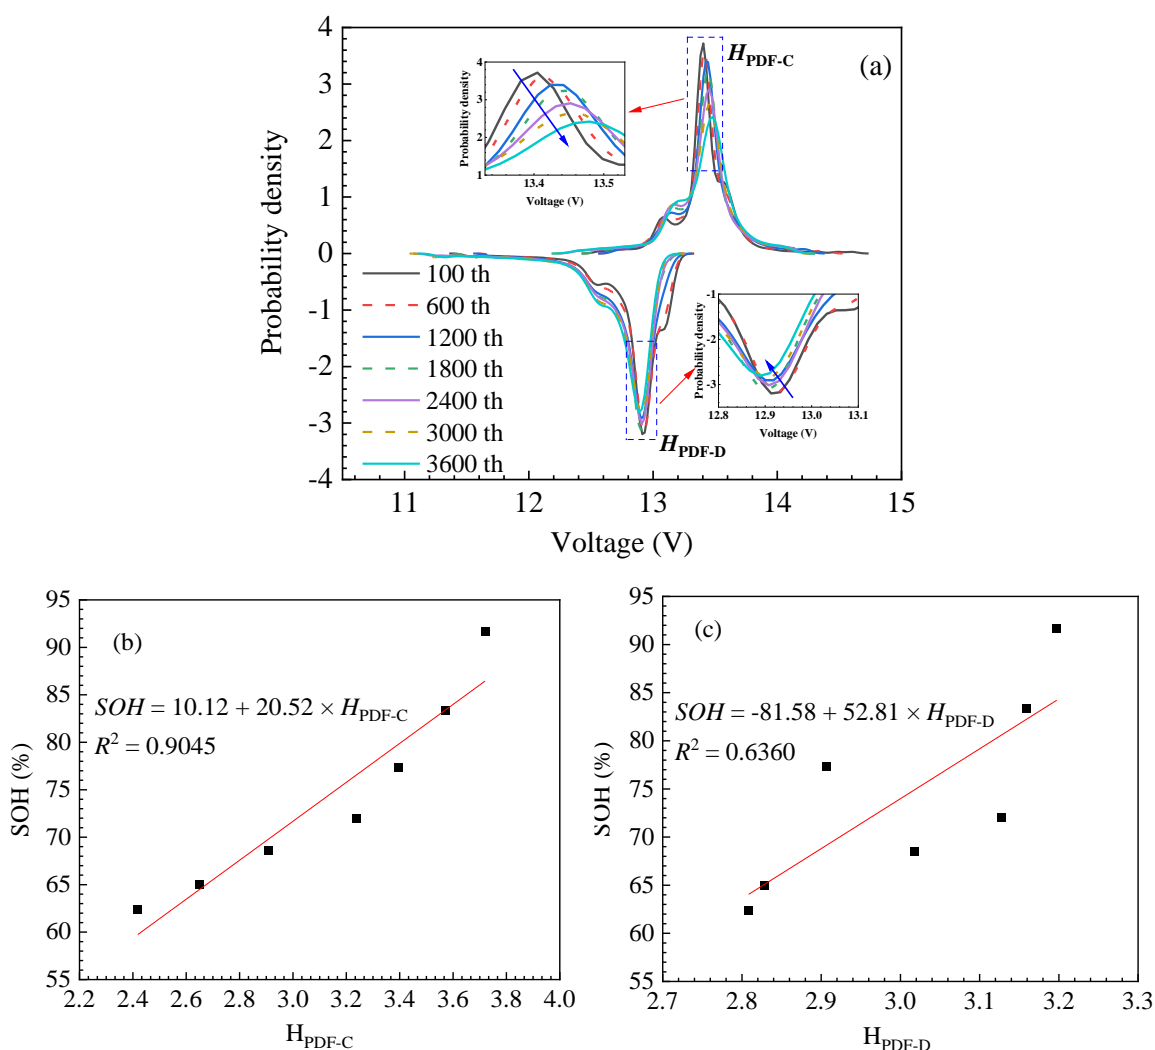 4
3
2
1
0
-1
-2
-3
-4
Probability density
11
12
13
14
15
Voltage (V)
(a)
H_PDF-C
H_PDF-D
100 th
600 th
1200 th
1800 th
2400 th
3000 th
3600 th
4
3
2
1
Probability density
13.4
13.5
Voltage (V)
-1
-2
-3
Probability density
12.8
12.9
13.0
13.1
Voltage (V)
95
90
85
80
75
70
65
60
55
SOH (%)
(b)
SOH = 10.12 + 20.52 × H_PDF-C
R² = 0.9045
2.2
2.4
2.6
2.8
3.0
3.2
3.4
3.6
3.8
4.0
H_PDF-C
95
90
85
80
75
70
65
60
55
SOH (%)
(c)
SOH = -81.58 + 52.81 × H_PDF-D
R² = 0.6360
2.7
2.8
2.9
3.0
3.1
3.2
3.3
H_PDF-D